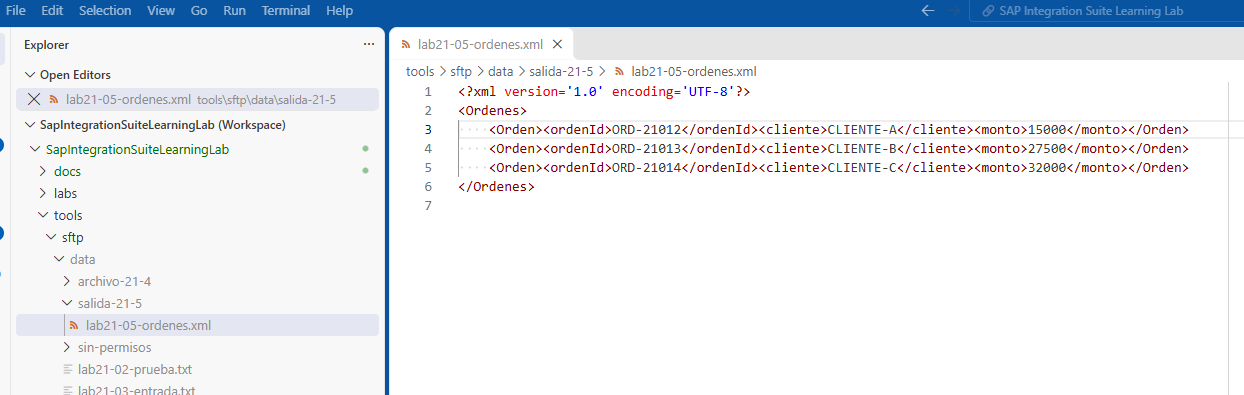 File Edit Selection View Go Run Terminal Help
SAP Integration Suite Learning Lab
Explorer
Open Editors
lab21-05-ordenes.xml tools\sftp\data\salida-21-5
SapIntegrationSuiteLearningLab (Workspace)
SapIntegrationSuiteLearningLab
docs
labs
tools
sftp
data
archivo-21-4
salida-21-5
lab21-05-ordenes.xml
sin-permisos
lab21-02-prueba.txt
lab21-03-entrada.txt
lab21-05-ordenes.xml
tools > sftp > data > salida-21-5 > lab21-05-ordenes.xml
1 <?xml version='1.0' encoding='UTF-8'?>
2 <Ordenes>
3 <Orden><ordenId>ORD-21012</ordenId><cliente>CLIENTE-A</cliente><monto>15000</monto></Orden>
4 <Orden><ordenId>ORD-21013</ordenId><cliente>CLIENTE-B</cliente><monto>27500</monto></Orden>
5 <Orden><ordenId>ORD-21014</ordenId><cliente>CLIENTE-C</cliente><monto>32000</monto></Orden>
6 </Ordenes>
7